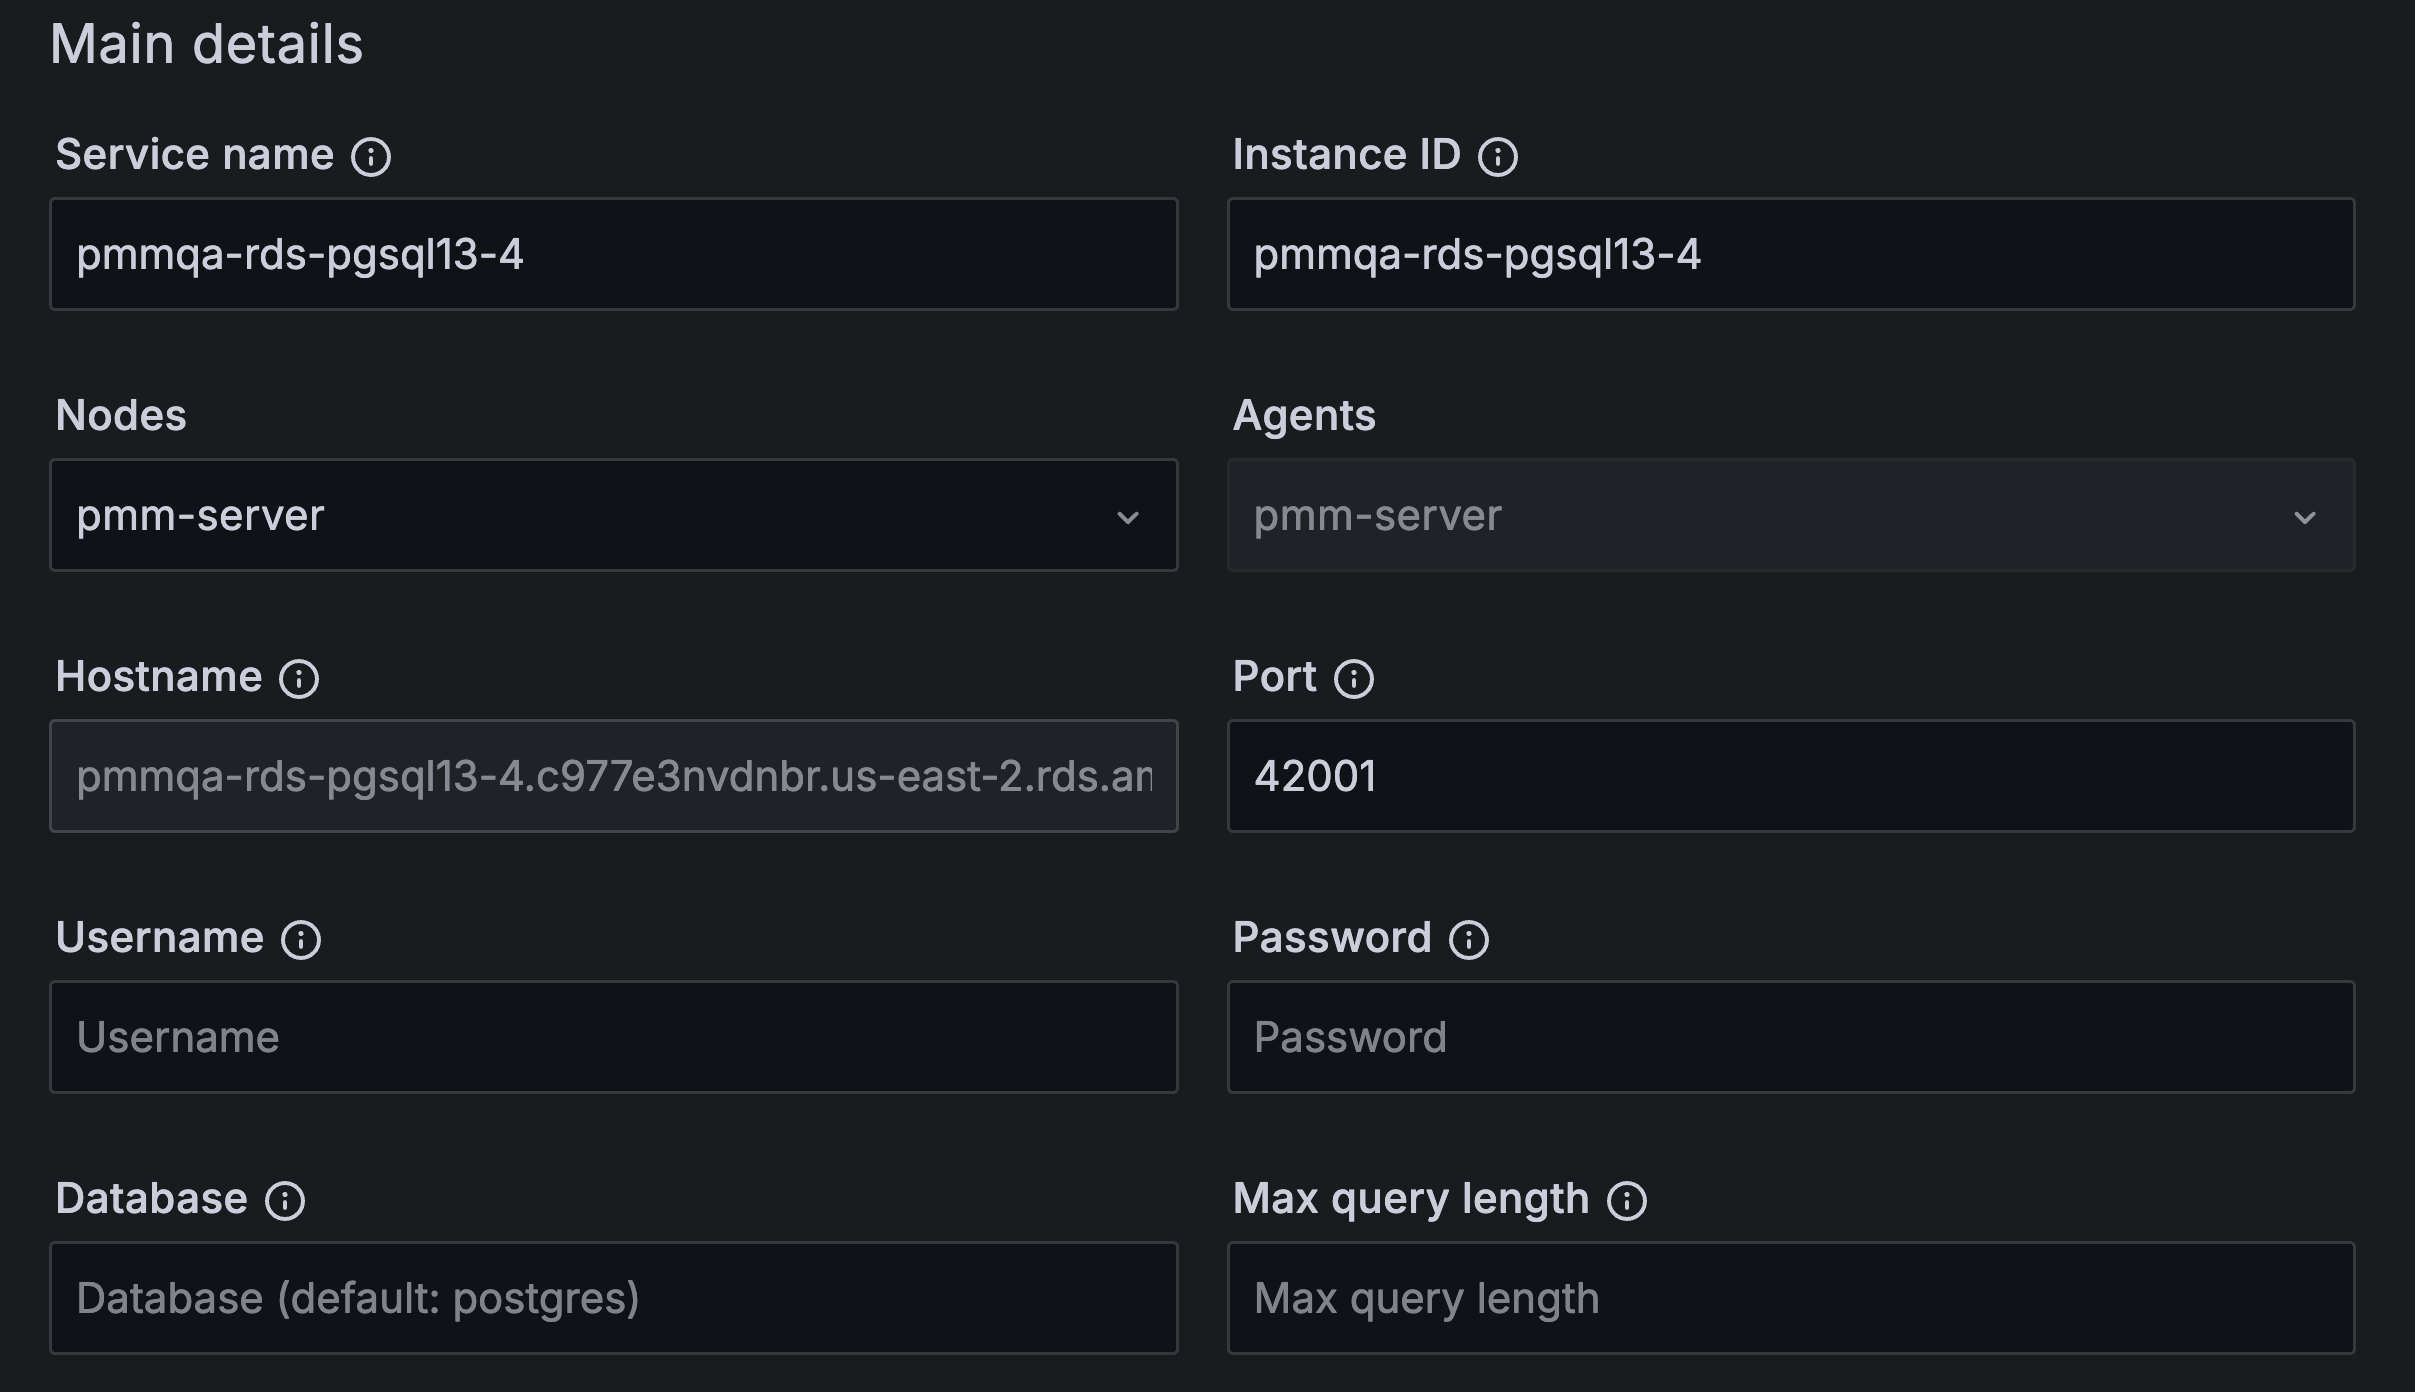 Main details
Service name Instance ID
pmmqa-rds-pgsql13-4 pmmqa-rds-pgsql13-4
Nodes Agents
pmm-server pmm-server
Hostname Port
pmmqa-rds-pgsql13-4.c977e3nvdnbr.us-east-2.rds.am 42001
Username Password
Username Password
Database Max query length
Database (default: postgres) Max query length